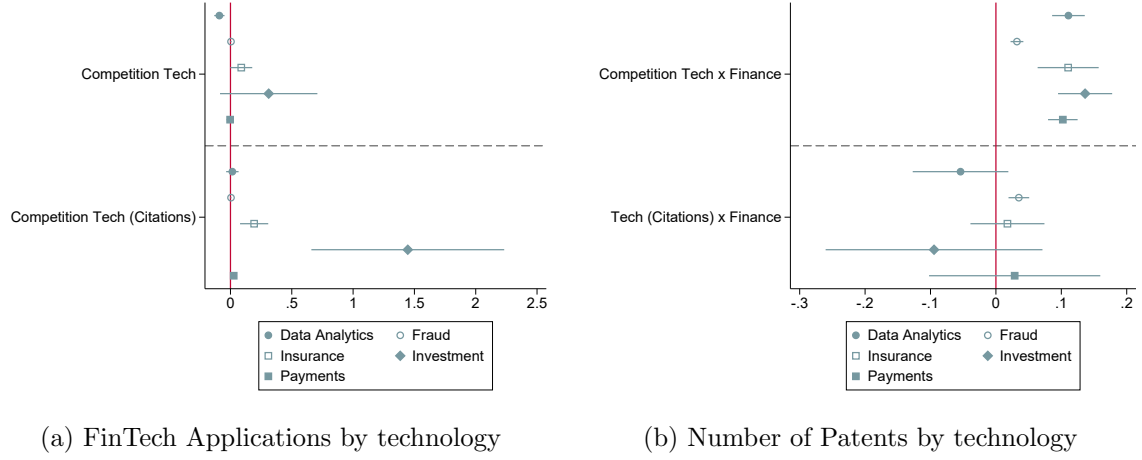 Competition Tech
Competition Tech (Citations)
0 .5 1 1.5 2 2.5
Data Analytics Fraud
Insurance Investment
Payments
(a) FinTech Applications by technology
Competition Tech x Finance
Tech (Citations) x Finance
-.3 -.2 -.1 0 .1 .2
Data Analytics Fraud
Insurance Investment
Payments
(b) Number of Patents by technology